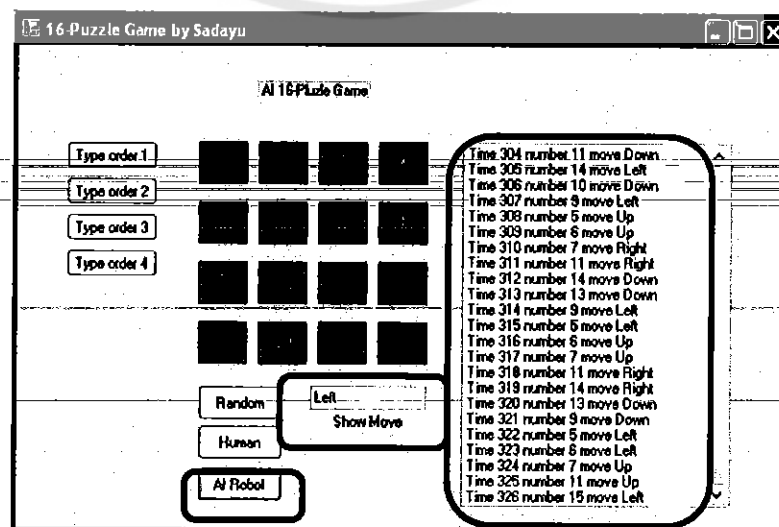 16-Puzzle Game by Sadayu
AI 16-Pluzle Game
Type order 1
Type order 2
Type order 3
Type order 4
Random
Human
AI Robot
Left
Show Move
Time 304 number 11 move Down
Time 305 number 14 move Left
Time 306 number 10 move Down
Time 307 number 9 move Left
Time 308 number 5 move Up
Time 309 number 6 move Up
Time 310 number 7 move Right
Time 311 number 11 move Right
Time 312 number 14 move Down
Time 313 number 13 move Down
Time 314 number 9 move Left
Time 315 number 5 move Left
Time 316 number 6 move Up
Time 317 number 7 move Up
Time 318 number 11 move Right
Time 319 number 14 move Right
Time 320 number 13 move Down
Time 321 number 9 move Down
Time 322 number 5 move Left
Time 323 number 6 move Left
Time 324 number 7 move Up
Time 325 number 11 move Up
Time 326 number 15 move Left